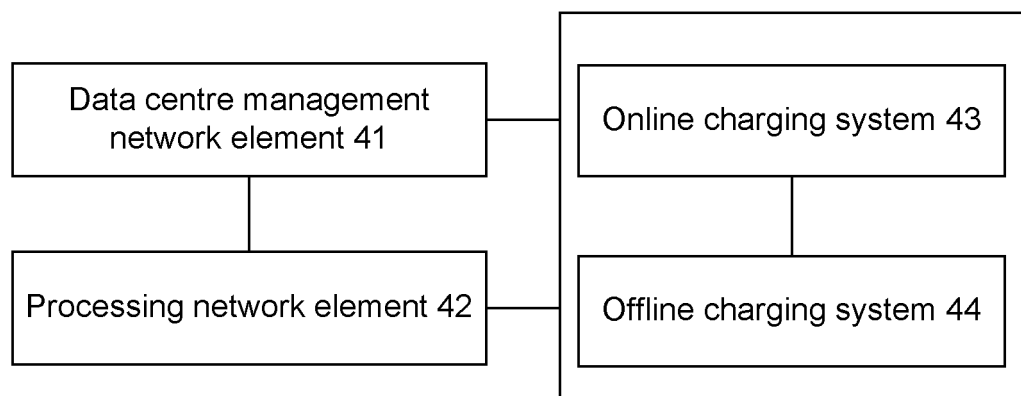 Data centre management
network element 41
Online charging system 43
Processing network element 42
Offline charging system 44